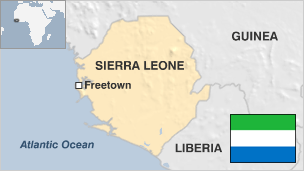 GUINEA
SIERRA LEONE
Freetown
Atlantic Ocean
LIBERIA